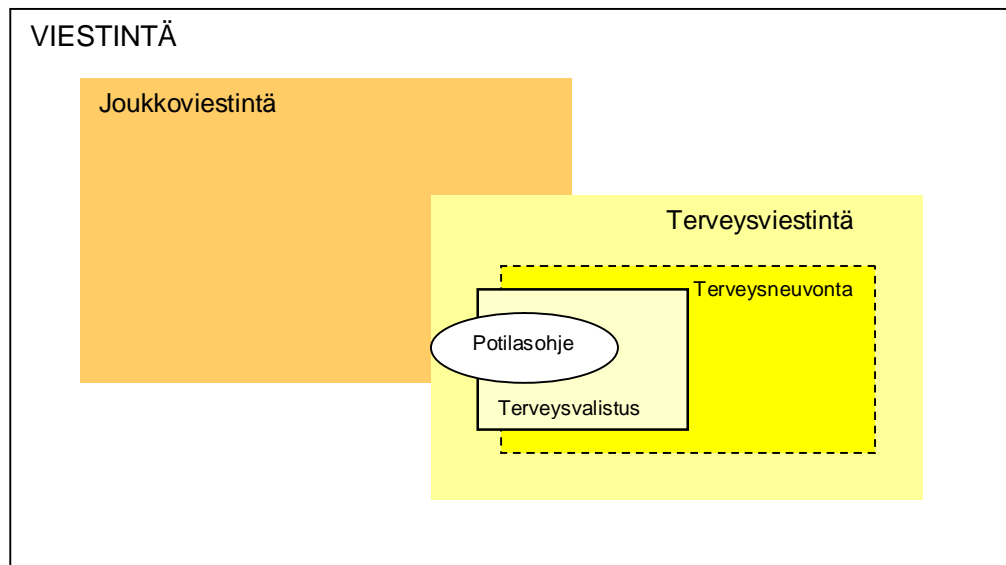 VIESTINTÄ
Joukkoviestintä
Terveysviestintä
Terveysneuvonta
Potilasohje
Terveysvalistus